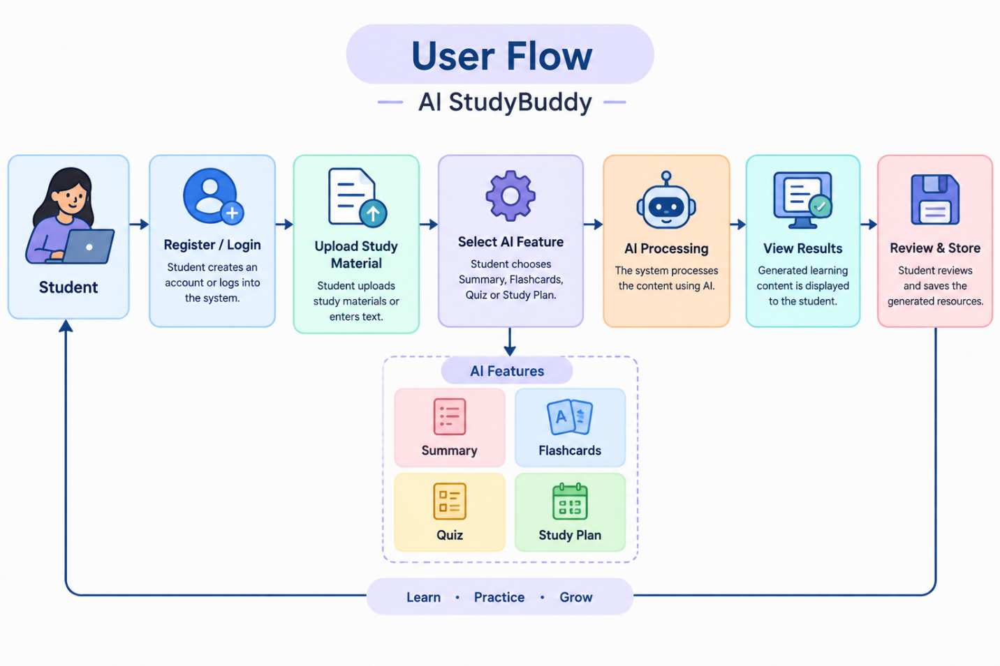 User Flow
AI StudyBuddy
Student
Register / Login
Student creates an
account or logs into
the system.
Upload Study
Material
Student uploads
study materials or
enters text.
Select AI Feature
Student chooses
Summary, Flashcards,
Quiz or Study Plan.
AI Processing
The system processes
the content using AI.
View Results
Generated learning
content is displayed
to the student.
Review & Store
Student reviews
and saves the
generated resources.
AI Features
Summary
A
Flashcards
Quiz
Study Plan
Learn • Practice • Grow